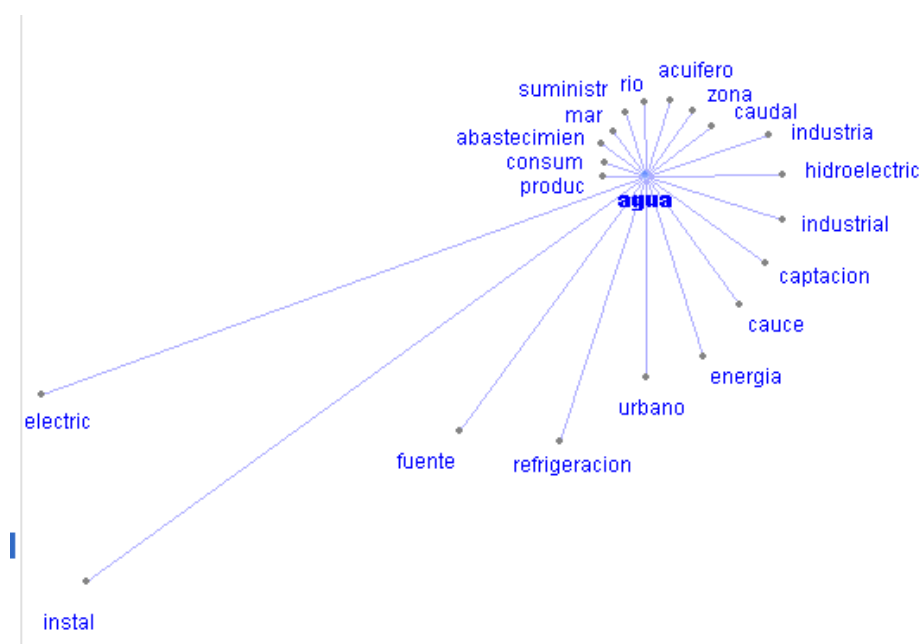 acuifero
rio
suministr
zona
mar
caudal
abastecimien
industria
consum
hidroelectric
produc
agua
industrial
captacion
cauce
energia
urbano
electric
fuente
refrigeracion
instal